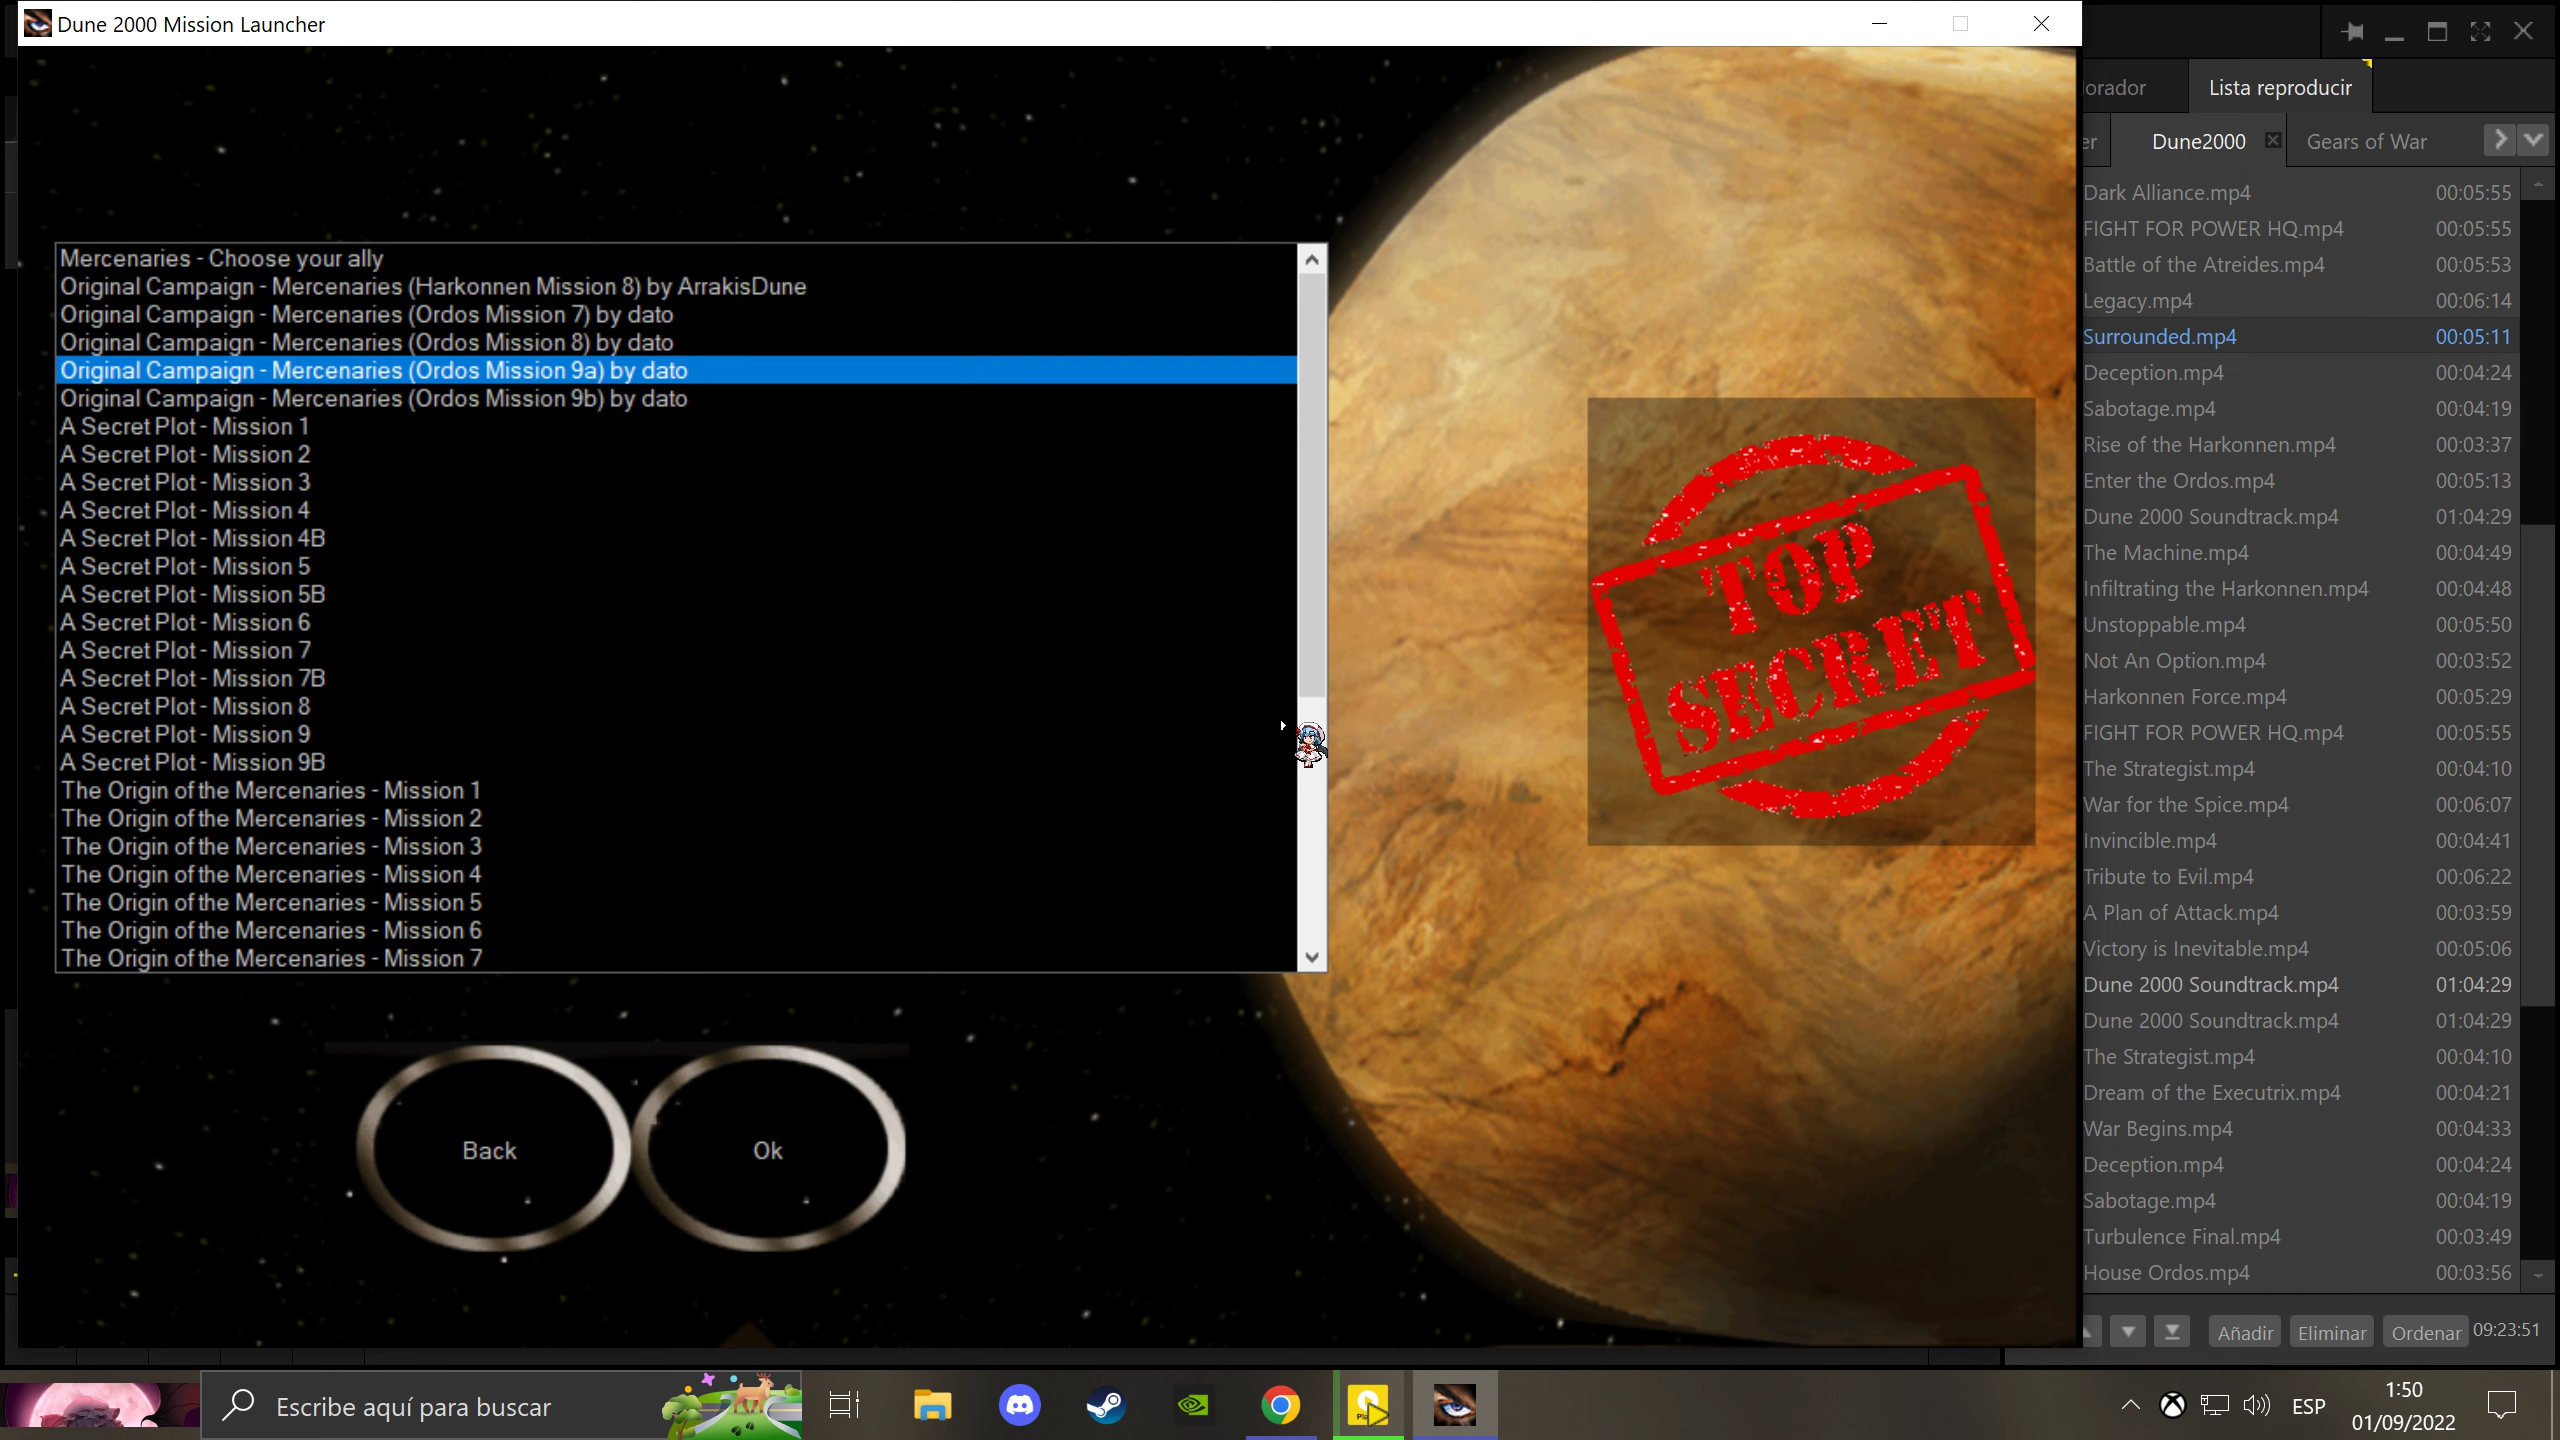 Dune 2000 Mission Launcher
Mercenaries - Choose your ally
Original Campaign - Mercenaries (Harkonnen Mission 8) by ArrakisDune
Original Campaign - Mercenaries (Ordos Mission 7) by dato
Original Campaign - Mercenaries (Ordos Mission 8) by dato
Original Campaign - Mercenaries (Ordos Mission 9a) by dato
Original Campaign - Mercenaries (Ordos Mission 9b) by dato
A Secret Plot - Mission 1
A Secret Plot - Mission 2
A Secret Plot - Mission 3
A Secret Plot - Mission 4
A Secret Plot - Mission 4B
A Secret Plot - Mission 5
A Secret Plot - Mission 5B
A Secret Plot - Mission 6
A Secret Plot - Mission 7
A Secret Plot - Mission 7B
A Secret Plot - Mission 8
A Secret Plot - Mission 9
A Secret Plot - Mission 9B
The Origin of the Mercenaries - Mission 1
The Origin of the Mercenaries - Mission 2
The Origin of the Mercenaries - Mission 3
The Origin of the Mercenaries - Mission 4
The Origin of the Mercenaries - Mission 5
The Origin of the Mercenaries - Mission 6
The Origin of the Mercenaries - Mission 7
TOP
SECRET
Back
Ok
orador
Lista reproducir
er
Dune2000
Gears of War
Dark Alliance.mp4 00:05:55
FIGHT FOR POWER HQ.mp4 00:05:55
Battle of the Atreides.mp4 00:05:53
Legacy.mp4 00:06:14
Surrounded.mp4 00:05:11
Deception.mp4 00:04:24
Sabotage.mp4 00:04:19
Rise of the Harkonnen.mp4 00:03:37
Enter the Ordos.mp4 00:05:13
Dune 2000 Soundtrack.mp4 01:04:29
The Machine.mp4 00:04:49
Infiltrating the Harkonnen.mp4 00:04:48
Unstoppable.mp4 00:05:50
Not An Option.mp4 00:03:52
Harkonnen Force.mp4 00:05:29
FIGHT FOR POWER HQ.mp4 00:05:55
The Strategist.mp4 00:04:10
War for the Spice.mp4 00:06:07
Invincible.mp4 00:04:41
Tribute to Evil.mp4 00:06:22
A Plan of Attack.mp4 00:03:59
Victory is Inevitable.mp4 00:05:06
Dune 2000 Soundtrack.mp4 01:04:29
Dune 2000 Soundtrack.mp4 01:04:29
The Strategist.mp4 00:04:10
Dream of the Executrix.mp4 00:04:21
War Begins.mp4 00:04:33
Deception.mp4 00:04:24
Sabotage.mp4 00:04:19
Turbulence Final.mp4 00:03:49
House Ordos.mp4 00:03:56
Añadir
Eliminar
Ordenar
09:23:51
Escribe aquí para buscar
ESP
1:50
01/09/2022